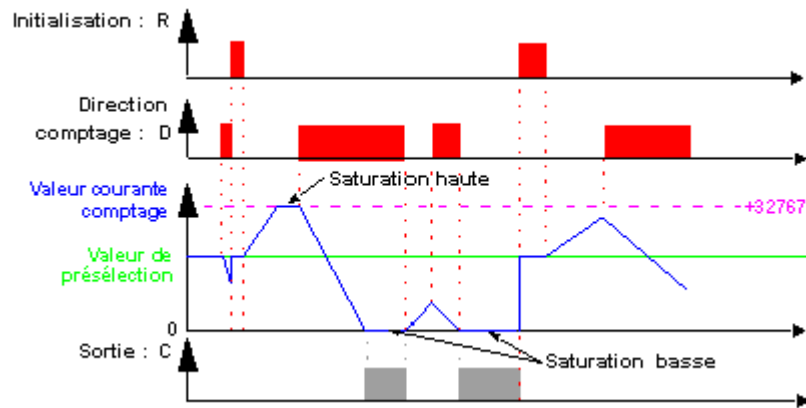 Initialisation : R
Direction
comptage : D
Valeur courante
comptage
Saturation haute
+32767
Valeur de
présélection
0
Sortie : C
Saturation basse